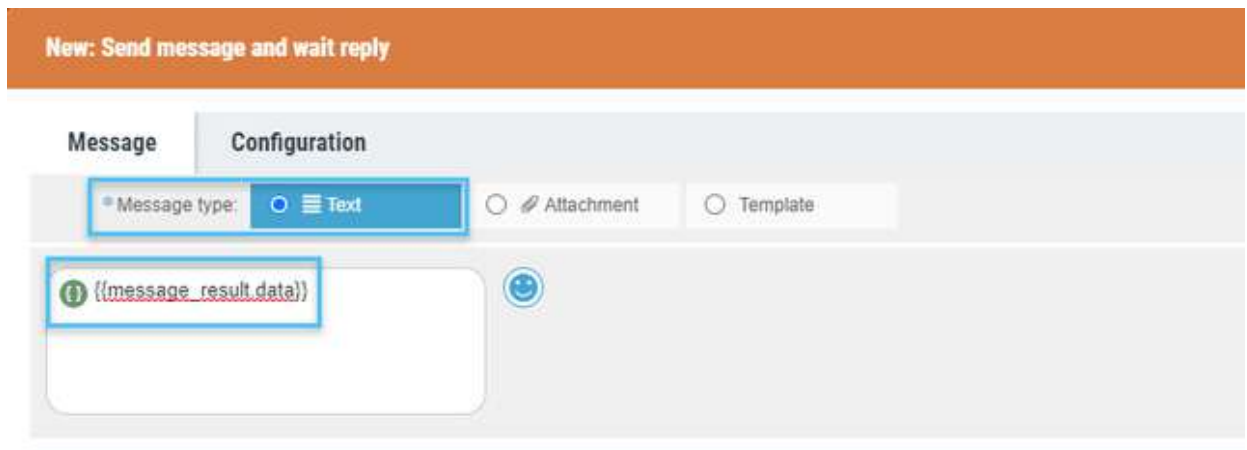 New: Send message and wait reply
Message Configuration
*Message type: Text Attachment Template
{{message_result.data}}